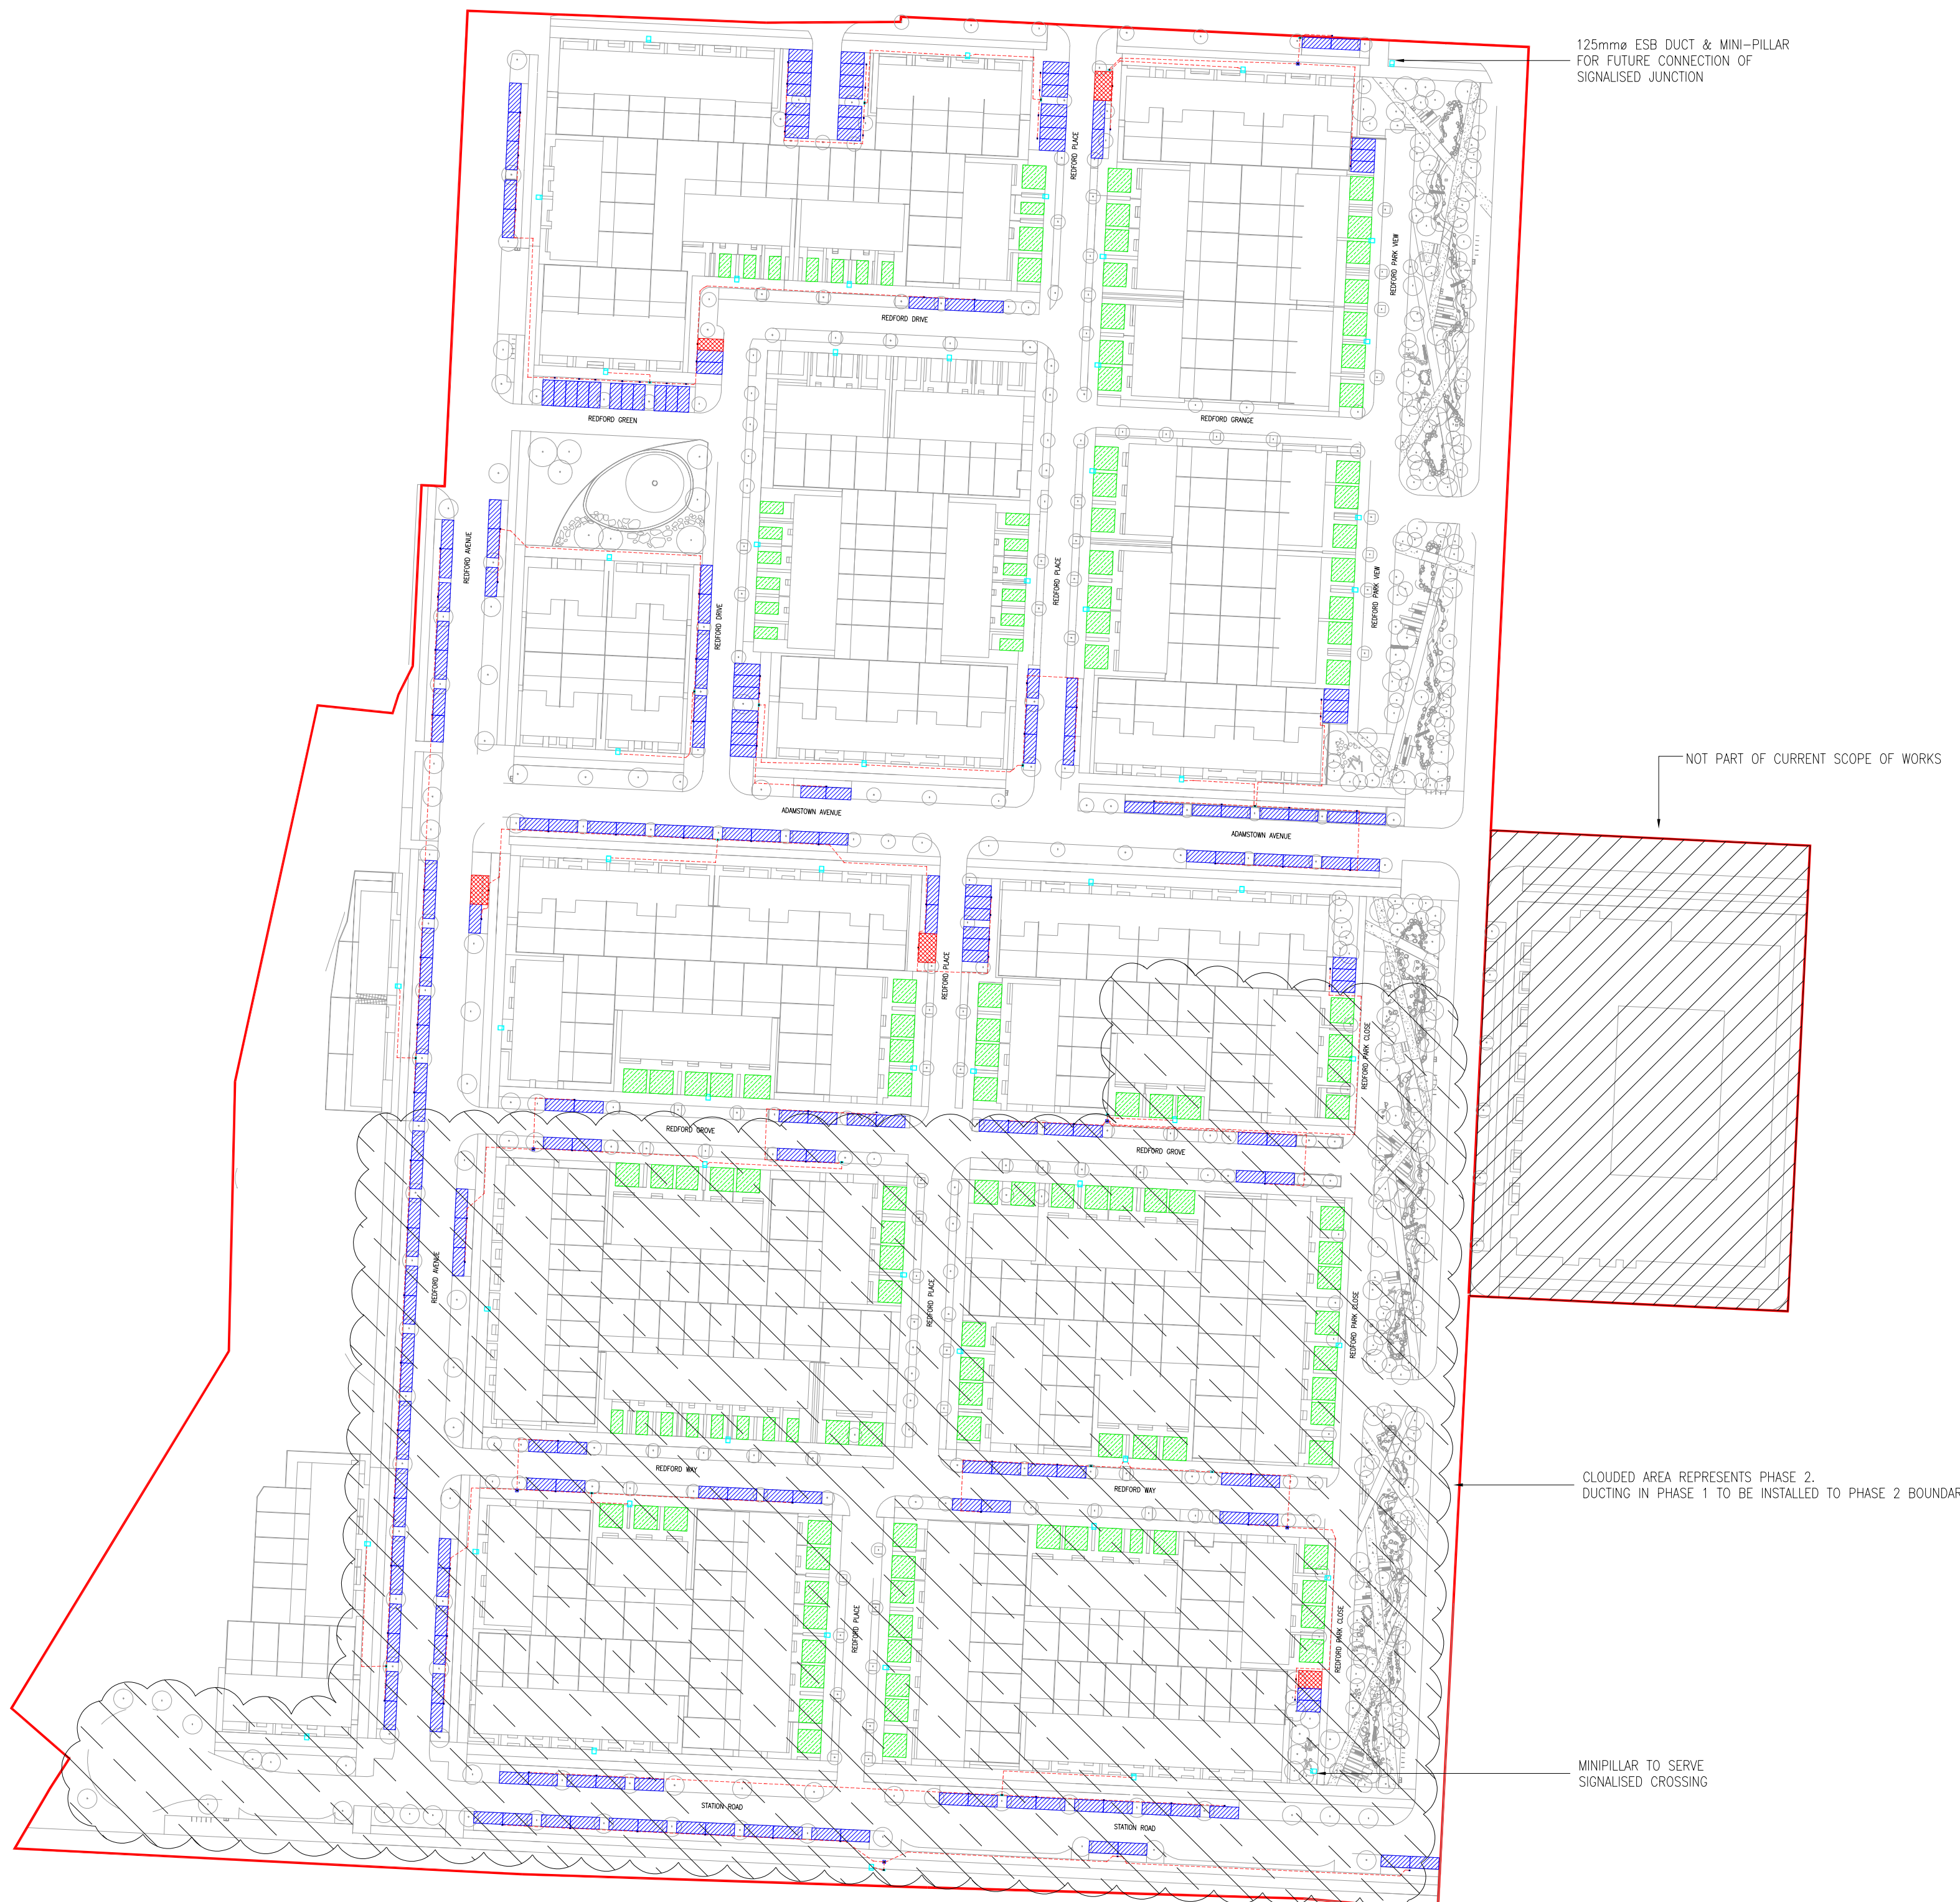 125mmø ESB DUCT & MINI-PILLAR
FOR FUTURE CONNECTION OF
SIGNALISED JUNCTION
REDFORD PLACE
REDFORD PARK VIEW
REDFORD DRIVE
REDFORD GREEN
REDFORD GRANGE
REDFORD AVENUE
REDFORD DRIVE
REDFORD PLACE
REDFORD PARK VIEW
NOT PART OF CURRENT SCOPE OF WORKS
ADAMSTOWN AVENUE
ADAMSTOWN AVENUE
REDFORD PLACE
REDFORD PARK CLOSE
REDFORD GROVE
REDFORD GROVE
REDFORD AVENUE
REDFORD PLACE
REDFORD PARK CLOSE
REDFORD WAY
REDFORD WAY
CLOUDED AREA REPRESENTS PHASE 2.
DUCTING IN PHASE 1 TO BE INSTALLED TO PHASE 2 BOUNDAR
REDFORD PLACE
REDFORD PARK CLOSE
MINIPILLAR TO SERVE
SIGNALISED CROSSING
STATION ROAD
STATION ROAD